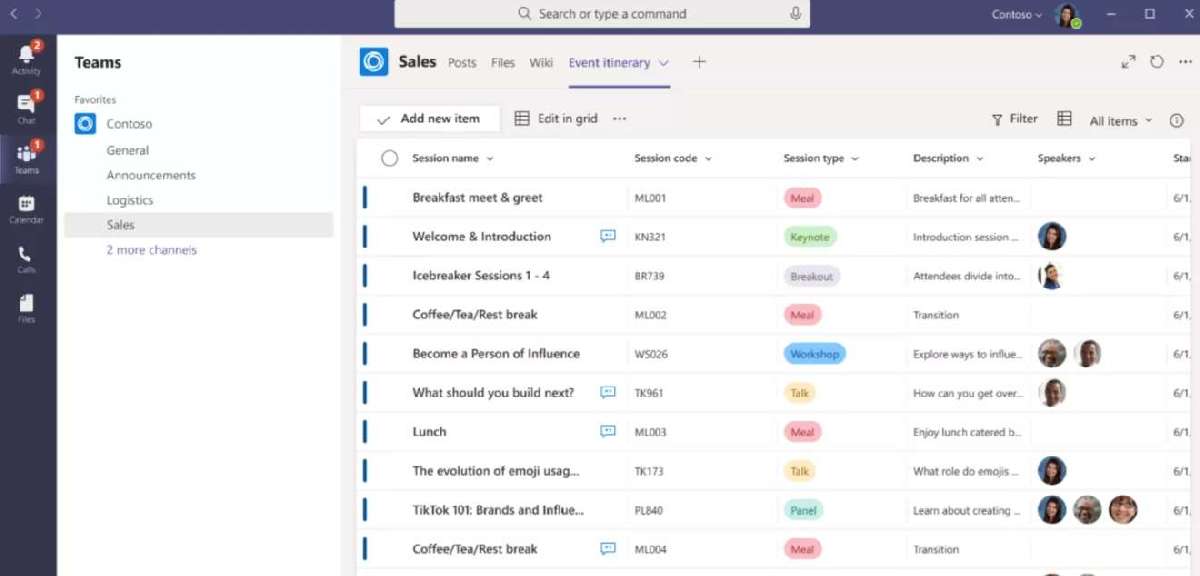 Search or type a command
Contoso
2
Activity
1
Chat
1
Teams
Calendar
Calls
Files
Teams
Favorites
Contoso
General
Announcements
Logistics
Sales
2 more channels
Sales Posts Files Wiki Event itinerary
Add new item Edit in grid ··· Filter All items
Session name Session code Session type Description Speakers
Breakfast meet & greet ML001 Meal Breakfast for all atten... 6/1.
Welcome & Introduction KN321 Keynote Introduction session ... 6/1.
Icebreaker Sessions 1 - 4 BR739 Breakout Attendees divide into... 6/1.
Coffee/Tea/Rest break ML002 Meal Transition 6/1.
Become a Person of Influence WS026 Workshop Explore ways to influe... 6/1.
What should you build next? TK961 Talk How can you get over... 6/1.
Lunch ML003 Meal Enjoy lunch catered b... 6/1.
The evolution of emoji usag... TK173 Talk What role do emojis ... 6/1.
TikTok 101: Brands and Influe... PL840 Panel Learn about creating ... 6/1.
Coffee/Tea/Rest break ML004 Meal Transition 6/1.